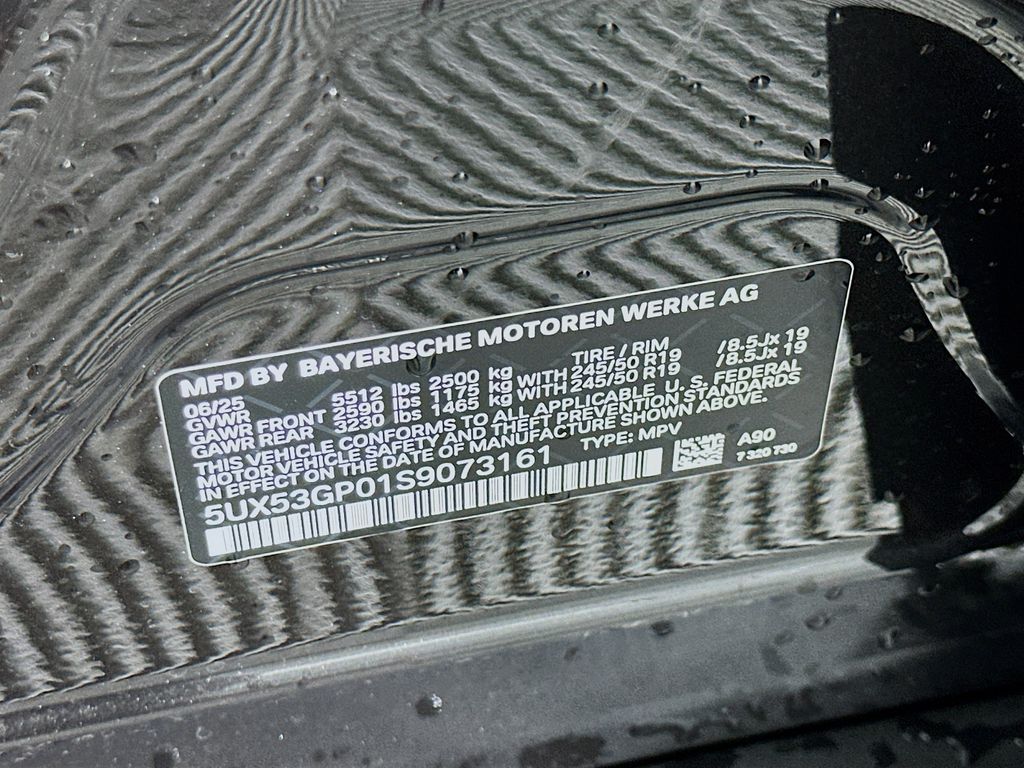 MFD BY BAYERISCHE MOTOREN WERKE AG
06/25 TIRE / RIM
GVWR 5512 lbs 2500 kg
GAWR FRONT 2590 lbs 1175 kg WITH 245/50 R19 /8.5Jx 19
GAWR REAR 3230 lbs 1465 kg WITH 245/50 R19 /8.5Jx 19
THIS VEHICLE CONFORMS TO ALL APPLICABLE U. S. FEDERAL
MOTOR VEHICLE SAFETY AND THEFT PREVENTION STANDARDS
IN EFFECT ON THE DATE OF MANUFACTURE SHOWN ABOVE.
5UX53GP01S9073161 TYPE: MPV A90
7 320 730